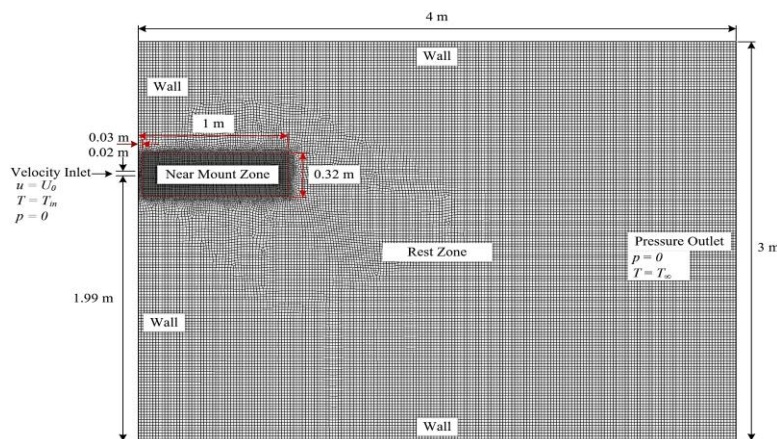 4 m
Wall
Wall
1 m
0.03 m
0.02 m
Velocity Inlet
u = U₀
T = Tᵢₙ
p = 0
Near Mount Zone
0.32 m
Rest Zone
Pressure Outlet
p = 0
T = T∞
3 m
1.99 m
Wall
Wall